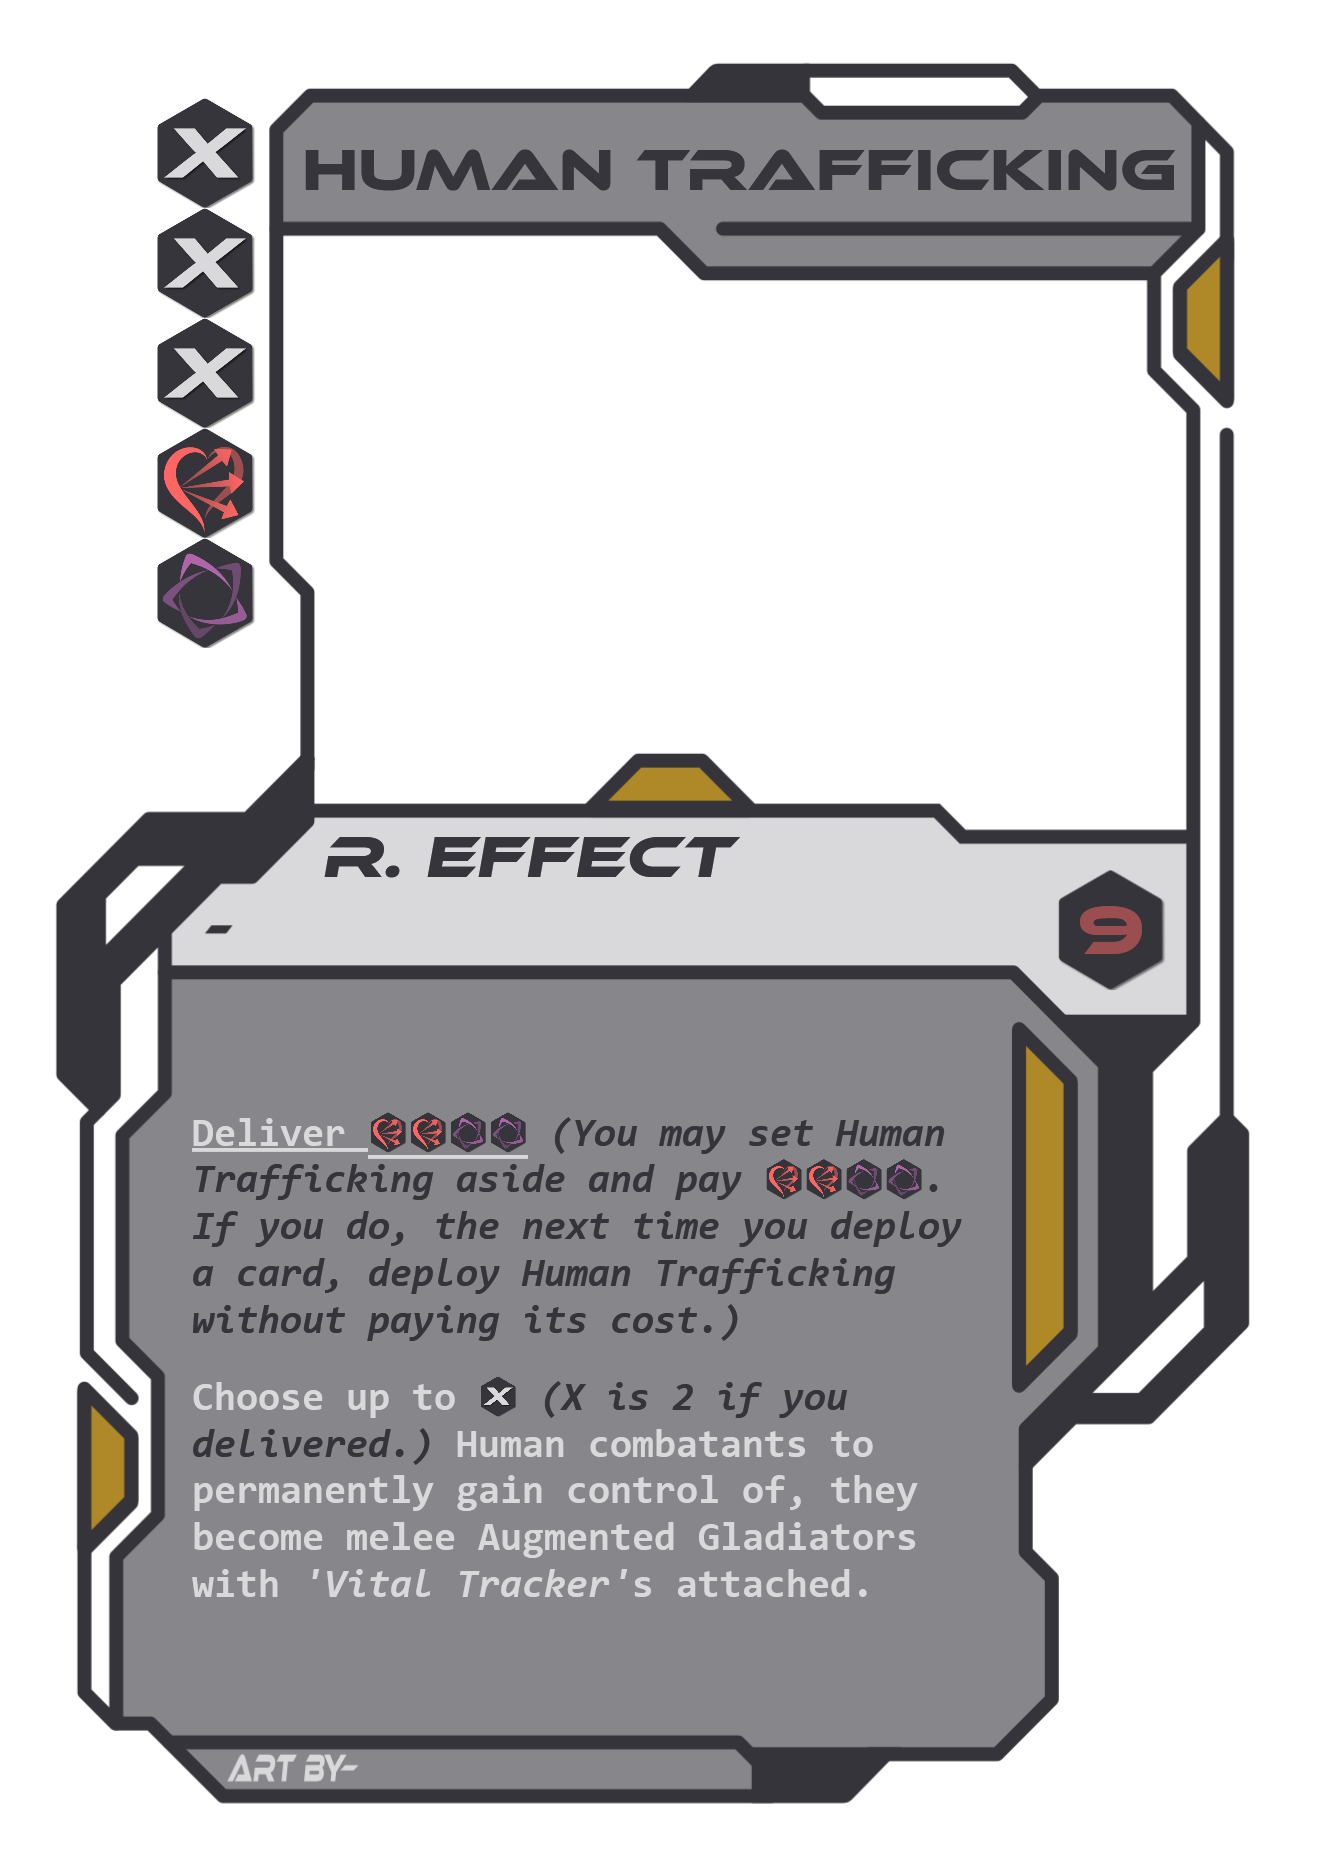 HUMAN TRAFFICKING
X
X
X
R. EFFECT
-
9
Deliver (You may set Human
Trafficking aside and pay .
If you do, the next time you deploy
a card, deploy Human Trafficking
without paying its cost.)
Choose up to X (X is 2 if you
delivered.) Human combatants to
permanently gain control of, they
become melee Augmented Gladiators
with 'Vital Tracker's attached.
ART BY-